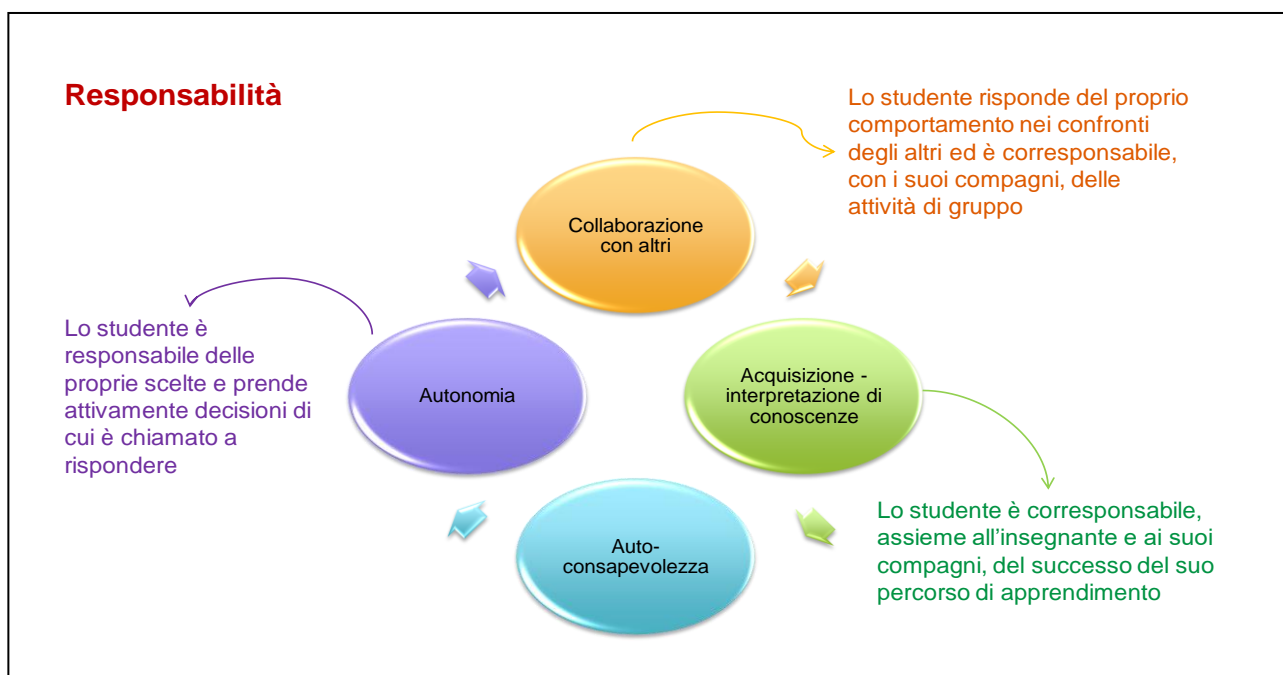 Responsabilità
Lo studente risponde del proprio
comportamento nei confronti
degli altri ed è corresponsabile,
con i suoi compagni, delle
attività di gruppo
Collaborazione
con altri
Lo studente è
responsabile delle
proprie scelte e prende
attivamente decisioni di
cui è chiamato a
rispondere
Autonomia
Acquisizione -
interpretazione di
conoscenze
Auto-
consapevolezza
Lo studente è corresponsabile,
assieme all'insegnante e ai suoi
compagni, del successo del suo
percorso di apprendimento